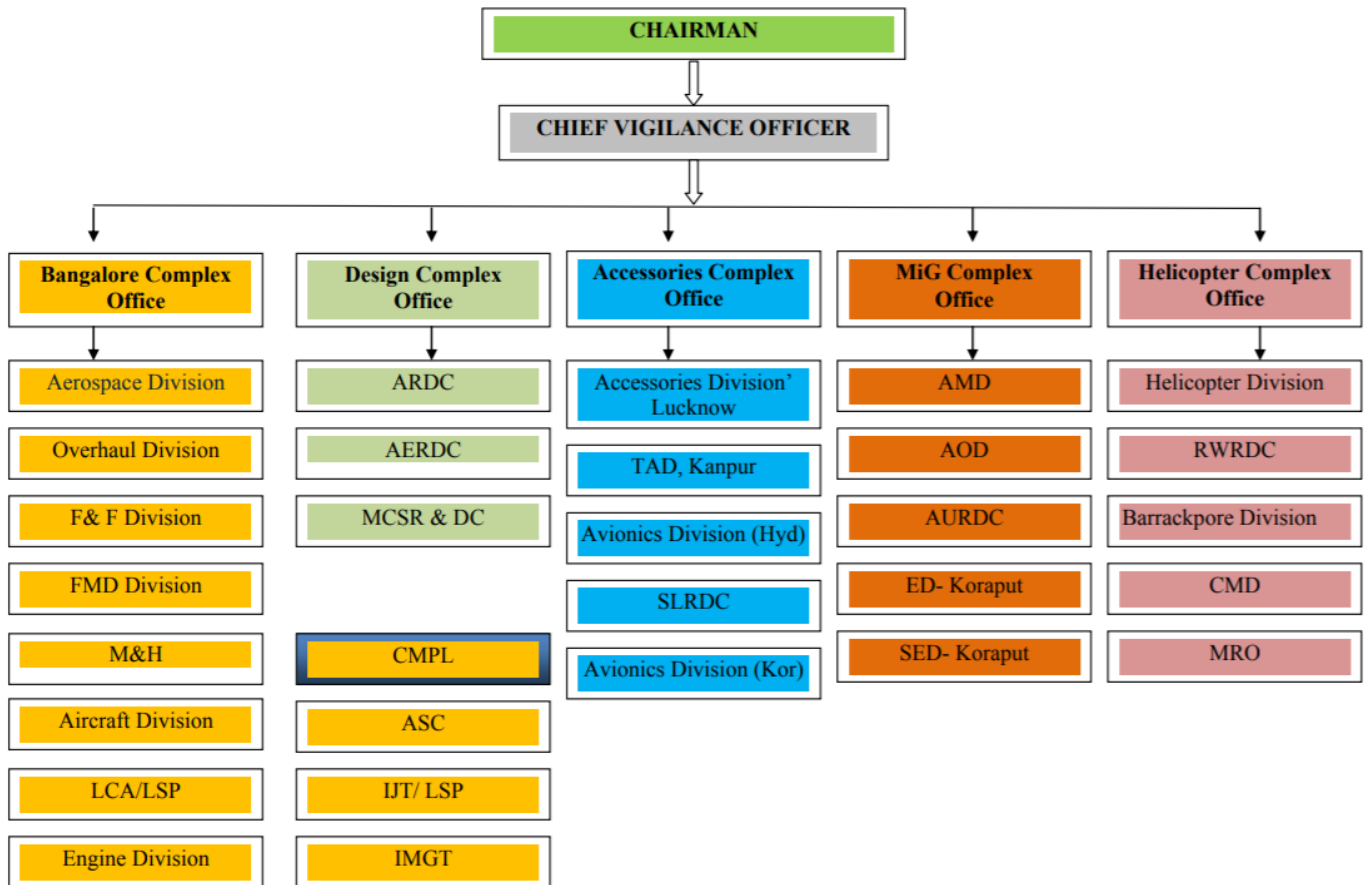 CHAIRMAN
CHIEF VIGILANCE OFFICER
Bangalore Complex
Office
Design Complex
Office
Accessories Complex
Office
MiG Complex
Office
Helicopter Complex
Office
Aerospace Division
Overhaul Division
F& F Division
FMD Division
M&H
Aircraft Division
LCA/LSP
Engine Division
ARDC
AERDC
MCSR & DC
CMPL
ASC
IJT/ LSP
IMGT
Accessories Division’
Lucknow
TAD, Kanpur
Avionics Division (Hyd)
SLRDC
Avionics Division (Kor)
AMD
AOD
AURDC
ED- Koraput
SED- Koraput
Helicopter Division
RWRDC
Barrackpore Division
CMD
MRO